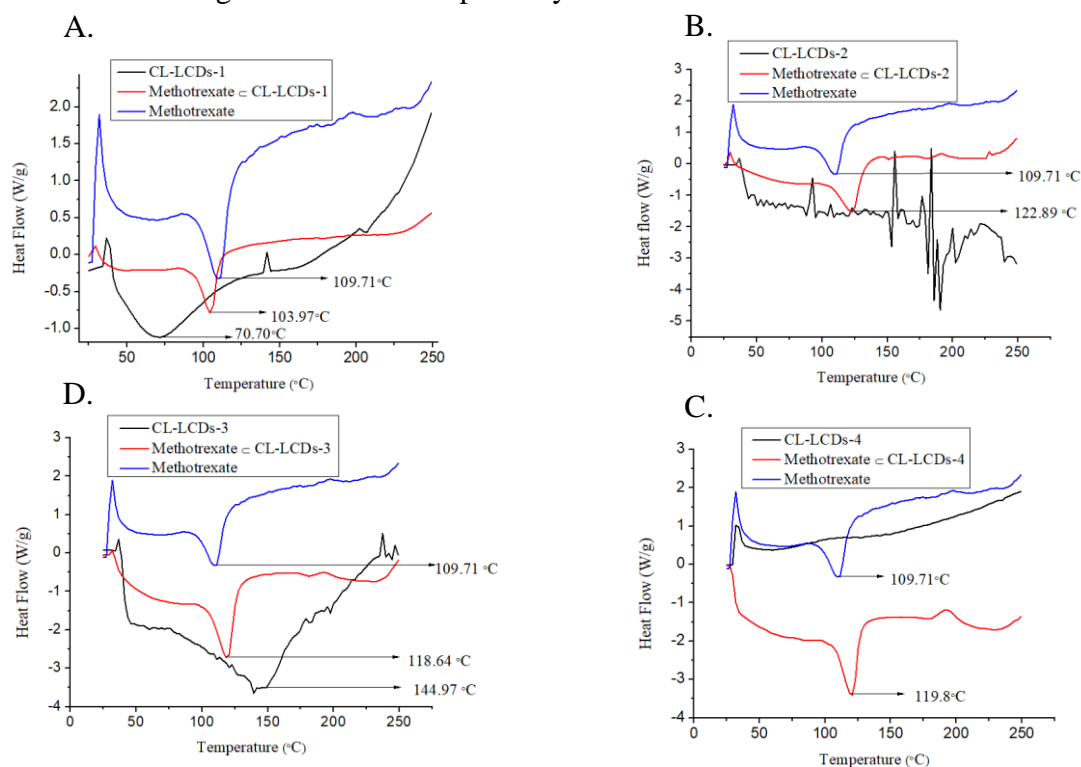 A.
CL-LCDs-1
Methotrexate ⊂ CL-LCDs-1
Methotrexate
2.0
1.5
1.0
0.5
0.0
-0.5
-1.0
Heat Flow (W/g)
109.71°C
103.97°C
70.70°C
50 100 150 200 250
Temperature (°C)
B.
CL-LCDs-2
Methotrexate ⊂ CL-LCDs-2
Methotrexate
3
2
1
0
-1
-2
-3
-4
-5
Heat flow (W/g)
109.71 °C
122.89 °C
0 50 100 150 200 250
Temperature (°C)
D.
CL-LCDs-3
Methotrexate ⊂ CL-LCDs-3
Methotrexate
3
2
1
0
-1
-2
-3
-4
Heat Flow (W/g)
109.71 °C
118.64 °C
144.97 °C
0 50 100 150 200 250
Temperature (°C)
C.
CL-LCDs-4
Methotrexate ⊂ CL-LCDs-4
Methotrexate
3
2
1
0
-1
-2
-3
-4
Heat Flow (W/g)
109.71°C
119.8°C
0 50 100 150 200 250
Temperature (°C)